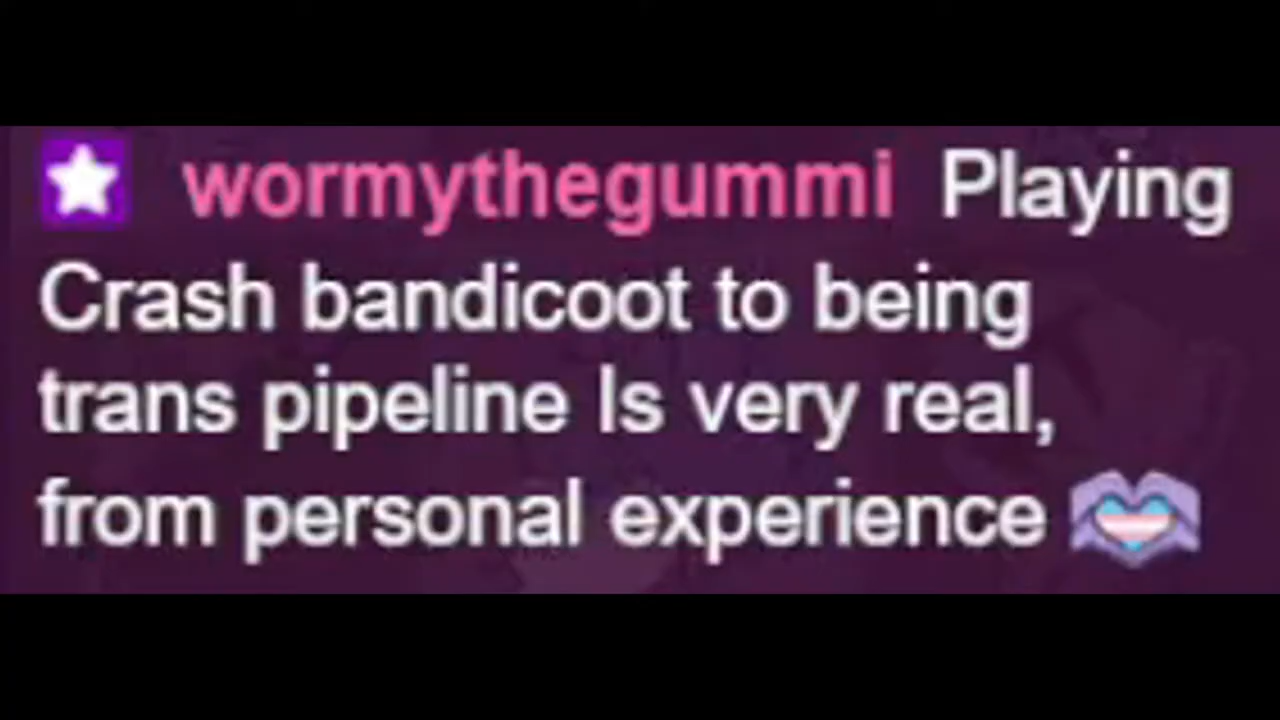 wormythegummi Playing
Crash bandicoot to being
trans pipeline Is very real,
from personal experience